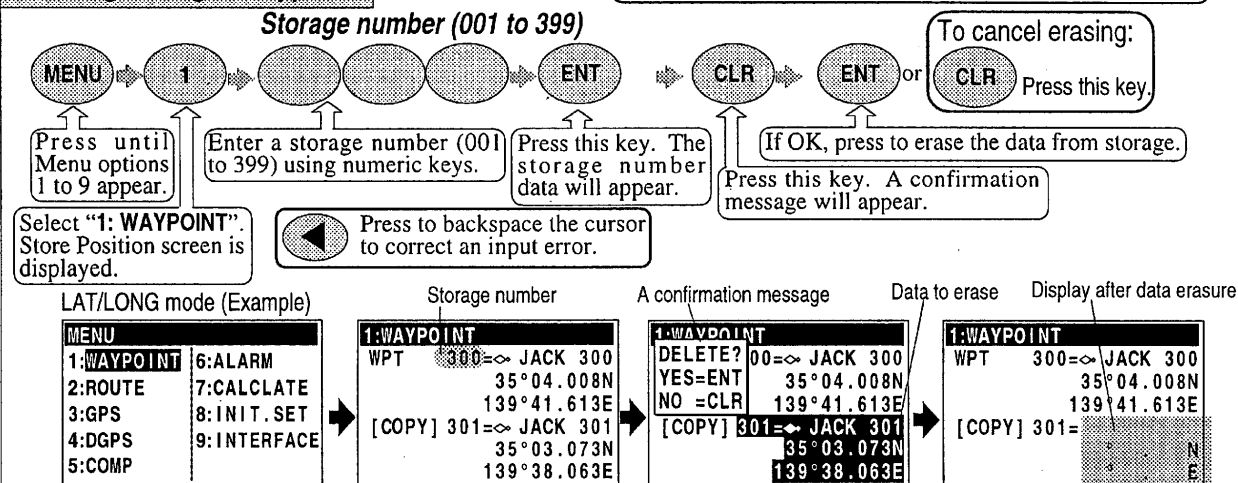 Storage number (001 to 399)
To cancel erasing:
MENU 1 ENT CLR ENT or CLR Press this key.
Press until
Menu options
1 to 9 appear.
Enter a storage number (001
to 399) using numeric keys.
Press this key. The
storage number
data will appear.
If OK, press to erase the data from storage.
Press this key. A confirmation
message will appear.
Select “1: WAYPOINT”.
Store Position screen is
displayed.
Press to backspace the cursor
to correct an input error.
LAT/LONG mode (Example)
Storage number
A confirmation message
Data to erase
Display after data erasure
MENU
1:WAYPOINT 6:ALARM
2:ROUTE 7:CALCLATE
3:GPS 8:INIT.SET
4:DGPS 9:INTERFACE
5:COMP
1:WAYPOINT
WPT 300= JACK 300
35°04.008N
139°41.613E
[COPY] 301= JACK 301
35°03.073N
139°38.063E
1:WAYPOINT
DELETE? 00= JACK 300
YES=ENT 35°04.008N
NO =CLR 139°41.613E
[COPY] 301= JACK 301
35°03.073N
139°38.063E
1:WAYPOINT
WPT 300= JACK 300
35°04.008N
139°41.613E
[COPY] 301=
° . N
° . E